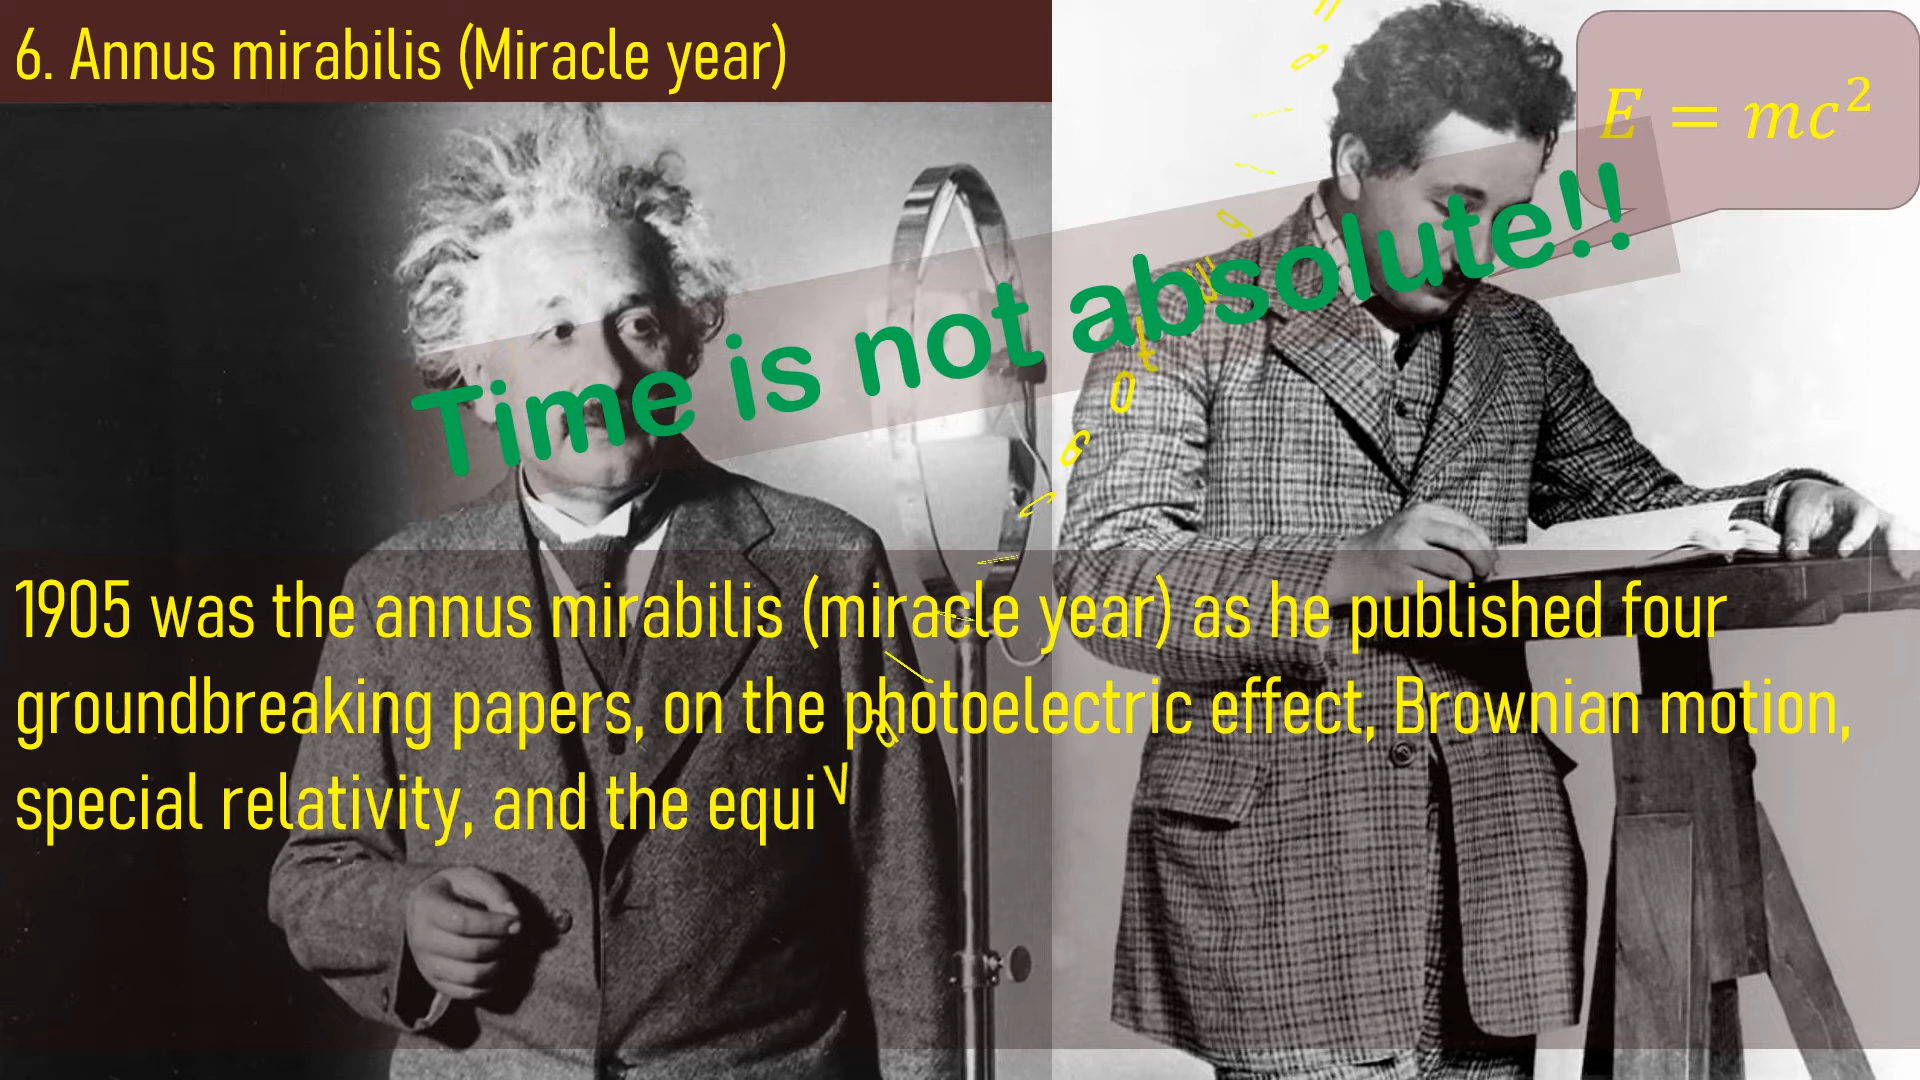 6. Annus mirabilis (Miracle year)
E = mc²
Time is not absolute!!
1905 was the annus mirabilis (miracle year) as he published four
groundbreaking papers, on the photoelectric effect, Brownian motion,
special relativity, and the equiv